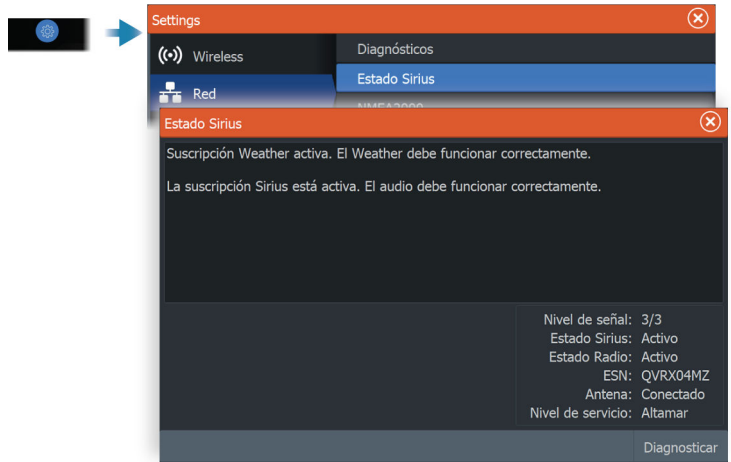 Settings
Wireless
Diagnósticos
Red
Estado Sirius
NMEA2000
Estado Sirius
Suscripción Weather activa. El Weather debe funcionar correctamente.
La suscripción Sirius está activa. El audio debe funcionar correctamente.
Nivel de señal: 3/3
Estado Sirius: Activo
Estado Radio: Activo
ESN: QVRX04MZ
Antena: Conectado
Nivel de servicio: Altamar
Diagnosticar